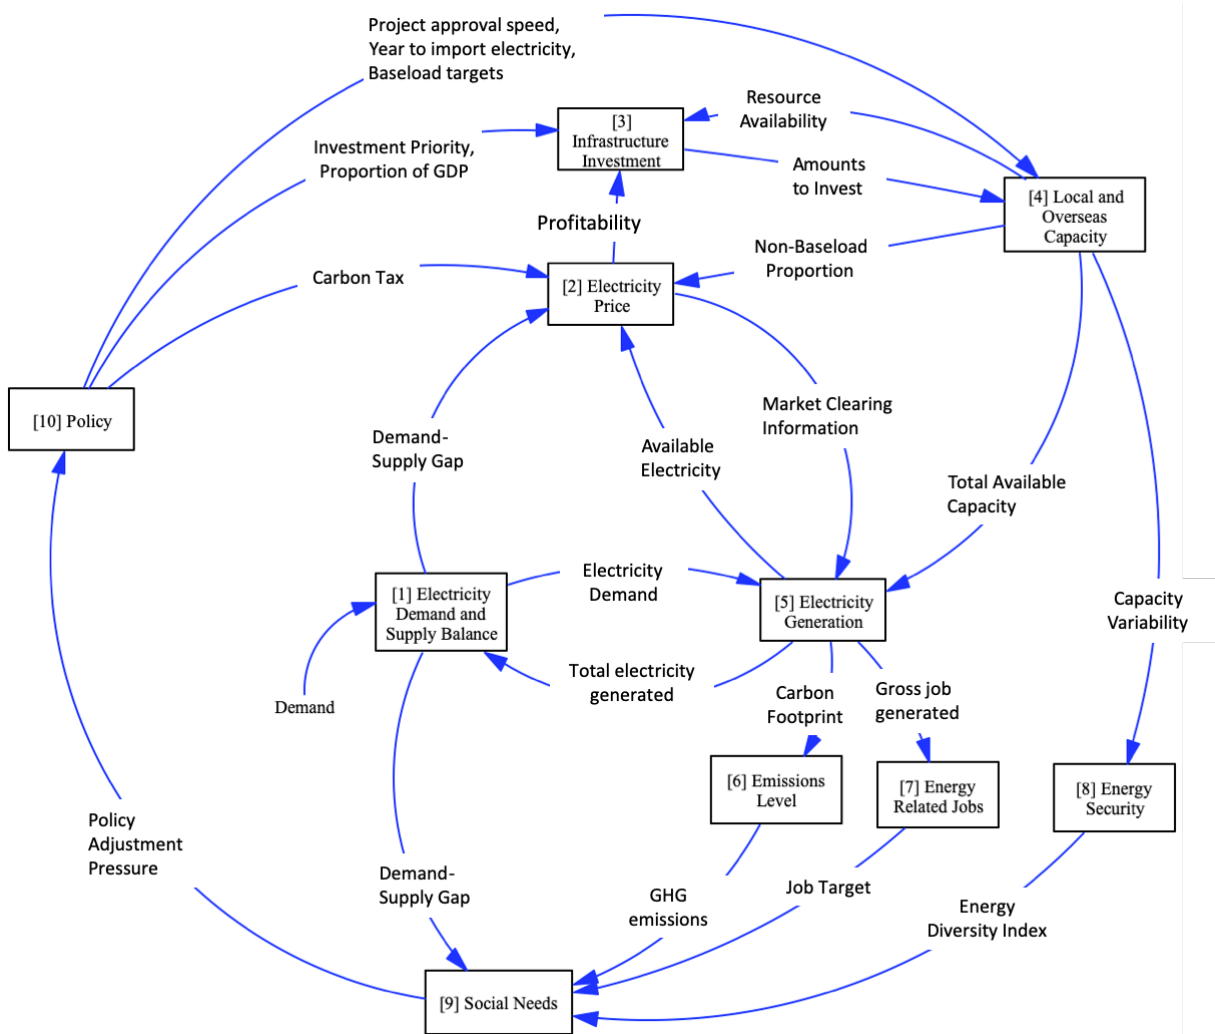 Project approval speed,
Year to import electricity,
Baseload targets
Resource
Availability
[3]
Infrastructure
Investment
Investment Priority,
Proportion of GDP
Amounts
to Invest
[4] Local and
Overseas
Capacity
Profitability
Non-Baseload
Proportion
Carbon Tax
[2] Electricity
Price
[10] Policy
Market Clearing
Information
Demand-
Supply Gap
Available
Electricity
Total Available
Capacity
Electricity
Demand
[1] Electricity
Demand and
Supply Balance
[5] Electricity
Generation
Capacity
Variability
Total electricity
generated
Demand
Carbon
Footprint
Gross job
generated
[6] Emissions
Level
[7] Energy
Related Jobs
[8] Energy
Security
Policy
Adjustment
Pressure
Demand-
Supply Gap
GHG
emissions
Job Target
Energy
Diversity Index
[9] Social Needs